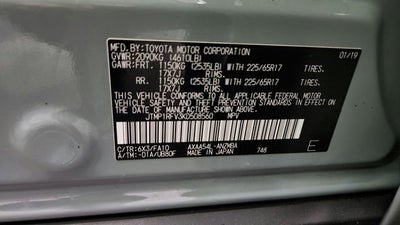 MFD. BY: TOYOTA MOTOR CORPORATION 01/19
GVWR: 2090KG (4610LB)
GAWR: FRT. 1150KG (2535LB) WITH 225/65R17 TIRES.
17X7J RIMS.
RR. 1150KG (2535LB) WITH 225/65R17 TIRES.
17X7J RIMS.
THIS VEHICLE CONFORMS TO ALL APPLICABLE FEDERAL MOTOR
VEHICLE SAFETY, BUMPER, AND THEFT PREVENTION STANDARDS IN
EFFECT ON THE DATE OF MANUFACTURE SHOWN ABOVE.
JTMP1RFV3KD508560 MPV
C/TR: 6X3/FA10 AXAA54L-ANZMBA
A/TM: -01A/UB80F MADE IN JAPAN 748 E